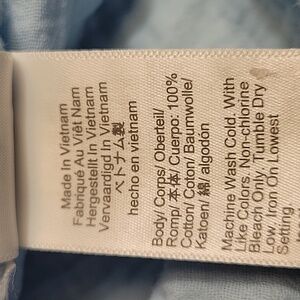 Made In Vietnam
Fabriqué Au Viêt Nam
Hergestellt In Vietnam
Vervaardigd In Vietnam
ベトナム製
hecho en vietnam
Body/Corps/Oberteil/
Romp/本体/Cuerpo: 100%
Cotton/Coton/Baumwolle/
Katoen/綿/algodón
Machine Wash Cold. With
Like Colors. Non-chlorine
Bleach Only. Tumble Dry
Low. Iron On Lowest
Setting.